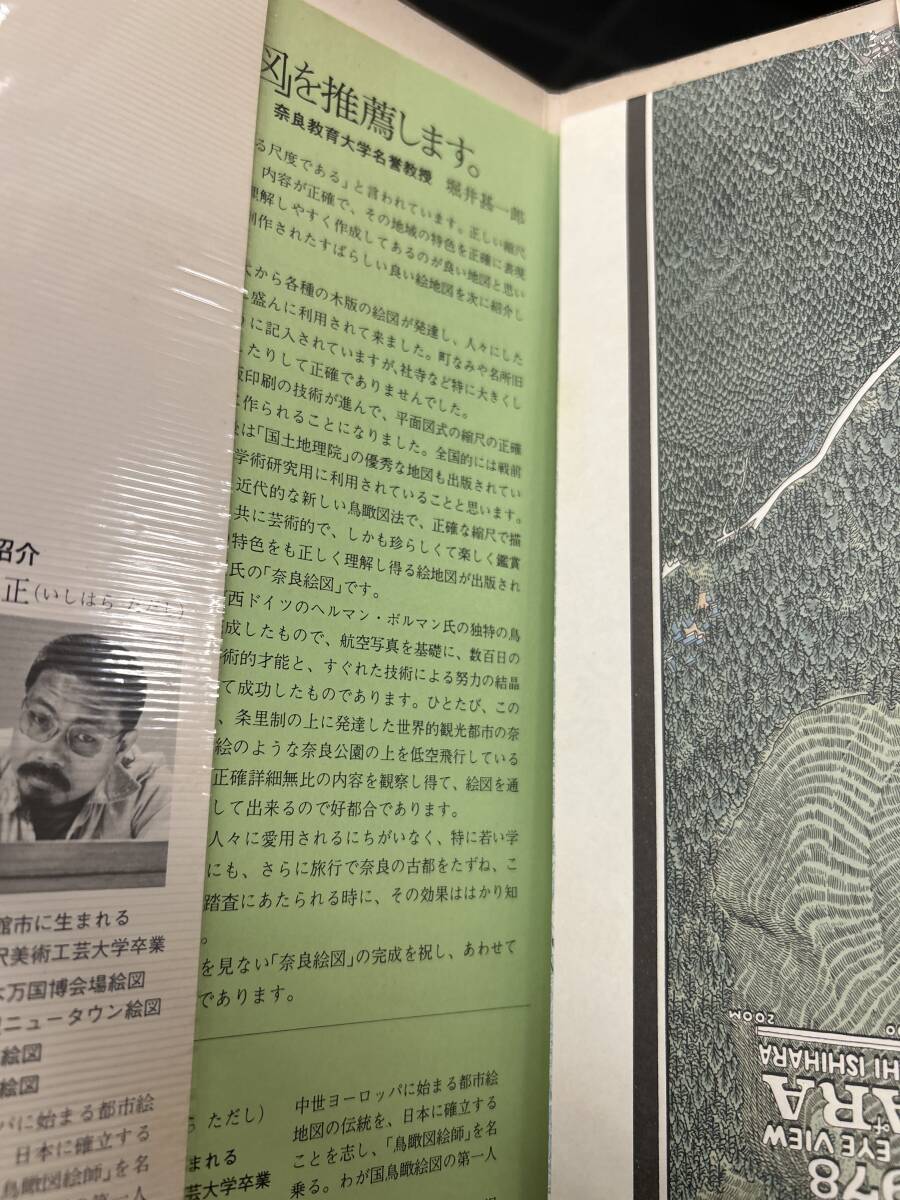 図」を推薦します。
奈良教育大学名誉教授 堀井甚一郎
る尺度である」と言われています。正しい縮尺
内容が正確で、その地域の特色を正確に表現
理解しやすく作成してあるのが良い地図と思い
制作されたすばらしい良い絵地図を次に紹介し
から各種の木版の絵図が発達し、人々にした
盛んに利用されて来ました。町なみや名所旧
に記入されていますが、社寺など特に大きくし
たりして正確でありませんでした。
版印刷の技術が進んで、平面図式の縮尺の正確
作られることになりました。全国的には戦前
は「国土地理院」の優秀な地図も出版されてい
学術研究用に利用されていることと思います。
近代的な新しい鳥瞰図法で、正確な縮尺で描
共に芸術的で、しかも珍らしくて楽しく鑑賞
特色をも正しく理解し得る絵地図が出版され
氏の「奈良絵図」です。
西ドイツのヘルマン・ボルマン氏の独特の鳥
成したもので、航空写真を基礎に、数百日の
術的才能と、すぐれた技術による努力の結晶
て成功したものであります。ひとたび、この
、条里制の上に発達した世界的観光都市の奈
絵のような奈良公園の上を低空飛行している
正確詳細無比の内容を観察し得て、絵図を通
して出来るので好都合であります。
人々に愛用されるにちがいなく、特に若い学
にも、さらに旅行で奈良の古都をたずね、こ
踏査にあたられる時に、その効果ははかり知
。
を見ない「奈良絵図」の完成を祝し、あわせて
であります。
ただし)
まれる
芸大学卒業
中世ヨーロッパに始まる都市絵
地図の伝統を、日本に確立する
ことを志し、「鳥瞰図絵師」を名
乗る。わが国鳥瞰絵図の第一人
紹介
正(いしはら ただし)
館市に生まれる
沢美術工芸大学卒業
万国博会場絵図
ニュータウン絵図
絵図
絵図
パに始まる都市絵
日本に確立する
鳥瞰図絵師」を名
の第一人
200M
HI ISHIHARA
ARA
OF
EYE VIEW
1978